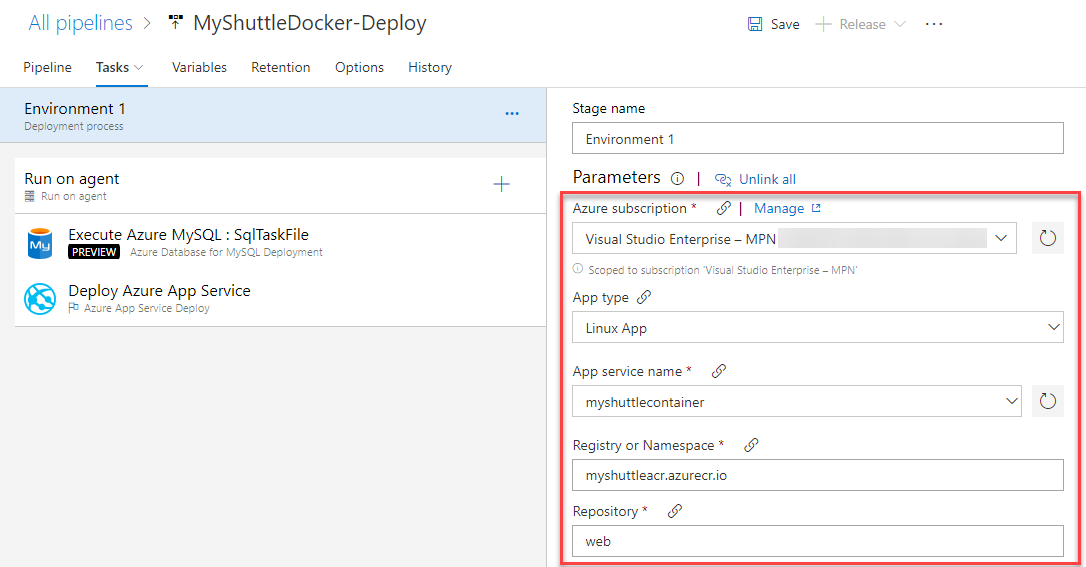 All pipelines > MyShuttleDocker-Deploy
Save + Release ...
Pipeline Tasks Variables Retention Options History
Environment 1
Deployment process
...
Run on agent
Run on agent
+
Execute Azure MySQL : SqlTaskFile
PREVIEW Azure Database for MySQL Deployment
My
Deploy Azure App Service
Azure App Service Deploy
Stage name
Environment 1
Parameters | Unlink all
Azure subscription * | Manage
Visual Studio Enterprise – MPN
Scoped to subscription 'Visual Studio Enterprise – MPN'
App type
Linux App
App service name *
myshuttlecontainer
Registry or Namespace *
myshuttleacr.azurecr.io
Repository *
web